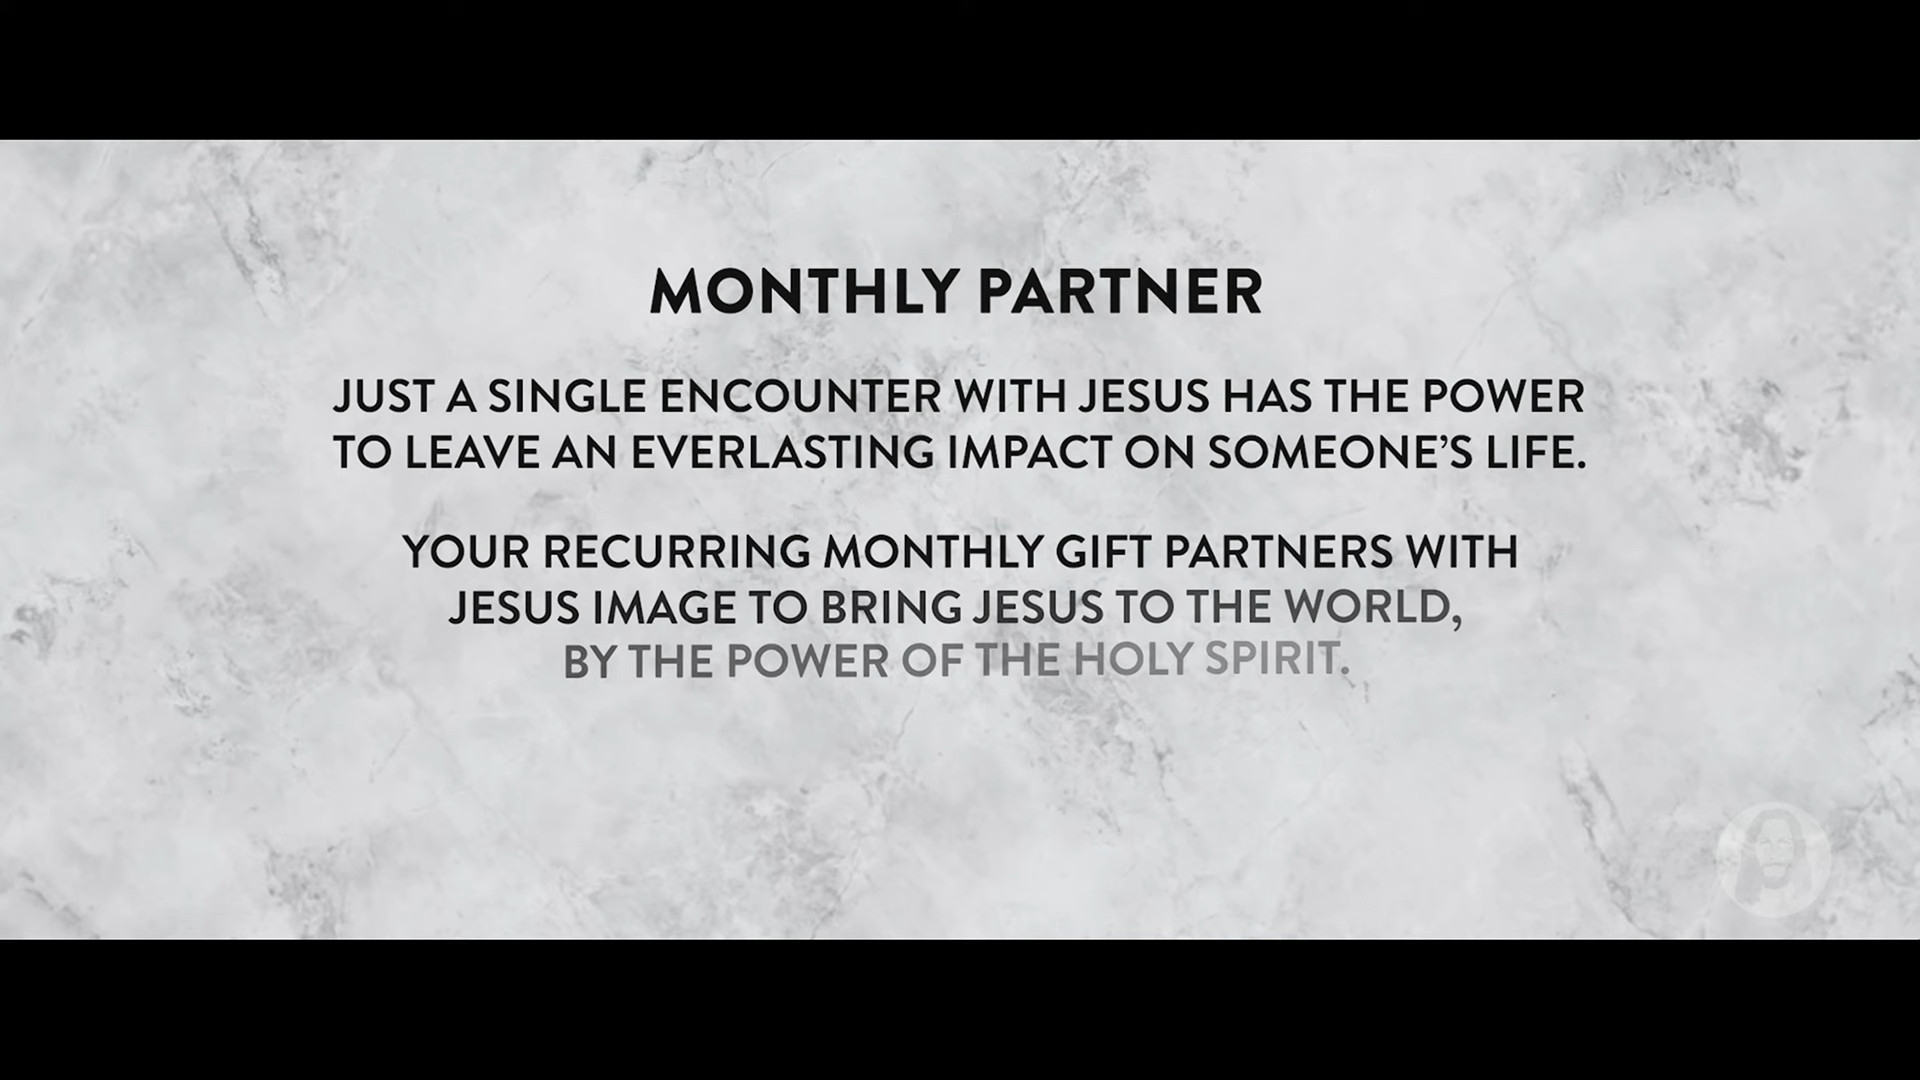 MONTHLY PARTNER
JUST A SINGLE ENCOUNTER WITH JESUS HAS THE POWER
TO LEAVE AN EVERLASTING IMPACT ON SOMEONE’S LIFE.
YOUR RECURRING MONTHLY GIFT PARTNERS WITH
JESUS IMAGE TO BRING JESUS TO THE WORLD,
BY THE POWER OF THE HOLY SPIRIT.